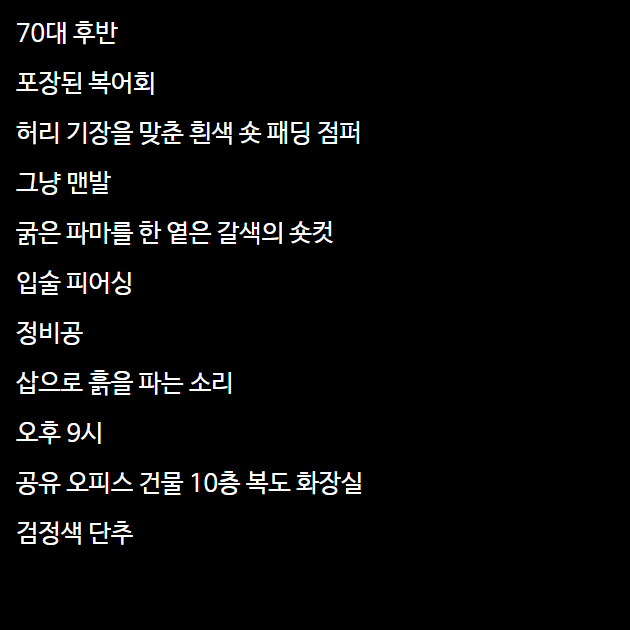 70대 후반
포장된 복어회
허리 기장을 맞춘 흰색 숏 패딩 점퍼
그냥 맨발
굵은 파마를 한 옅은 갈색의 숏컷
입술 피어싱
정비공
삽으로 흙을 파는 소리
오후 9시
공유 오피스 건물 10층 복도 화장실
검정색 단추